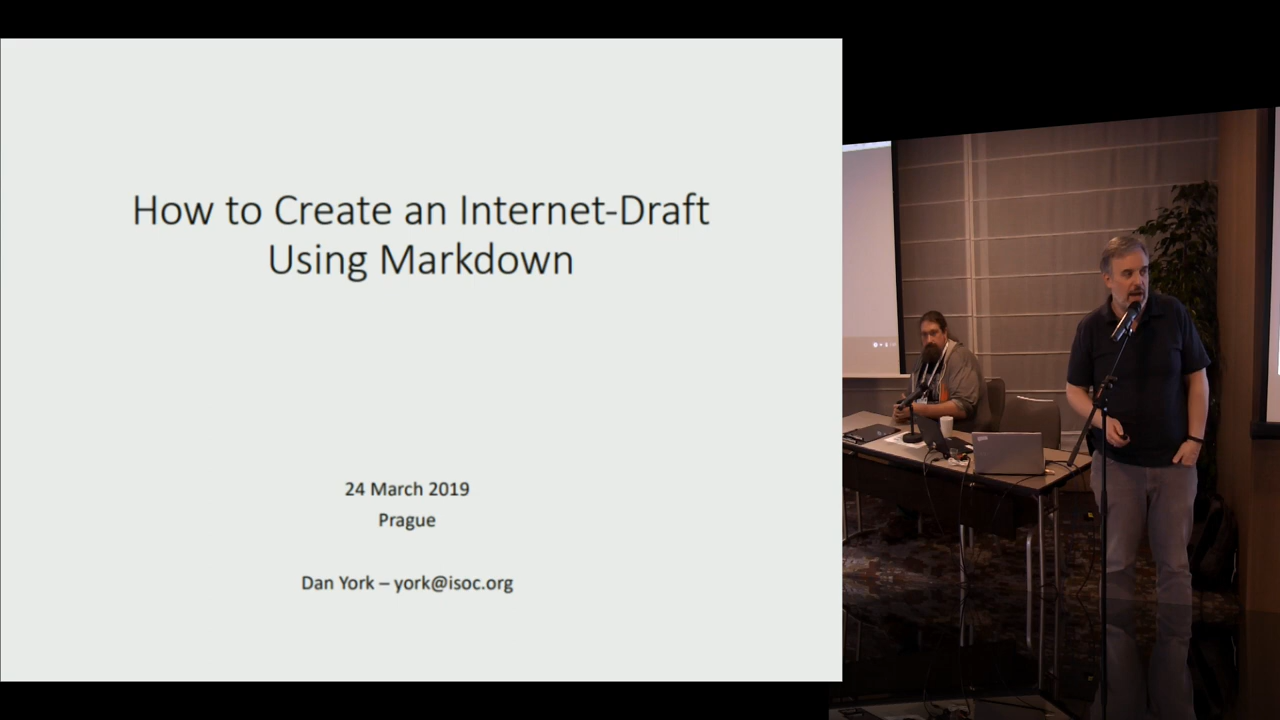 How to Create an Internet-Draft
Using Markdown
24 March 2019
Prague
Dan York – york@isoc.org